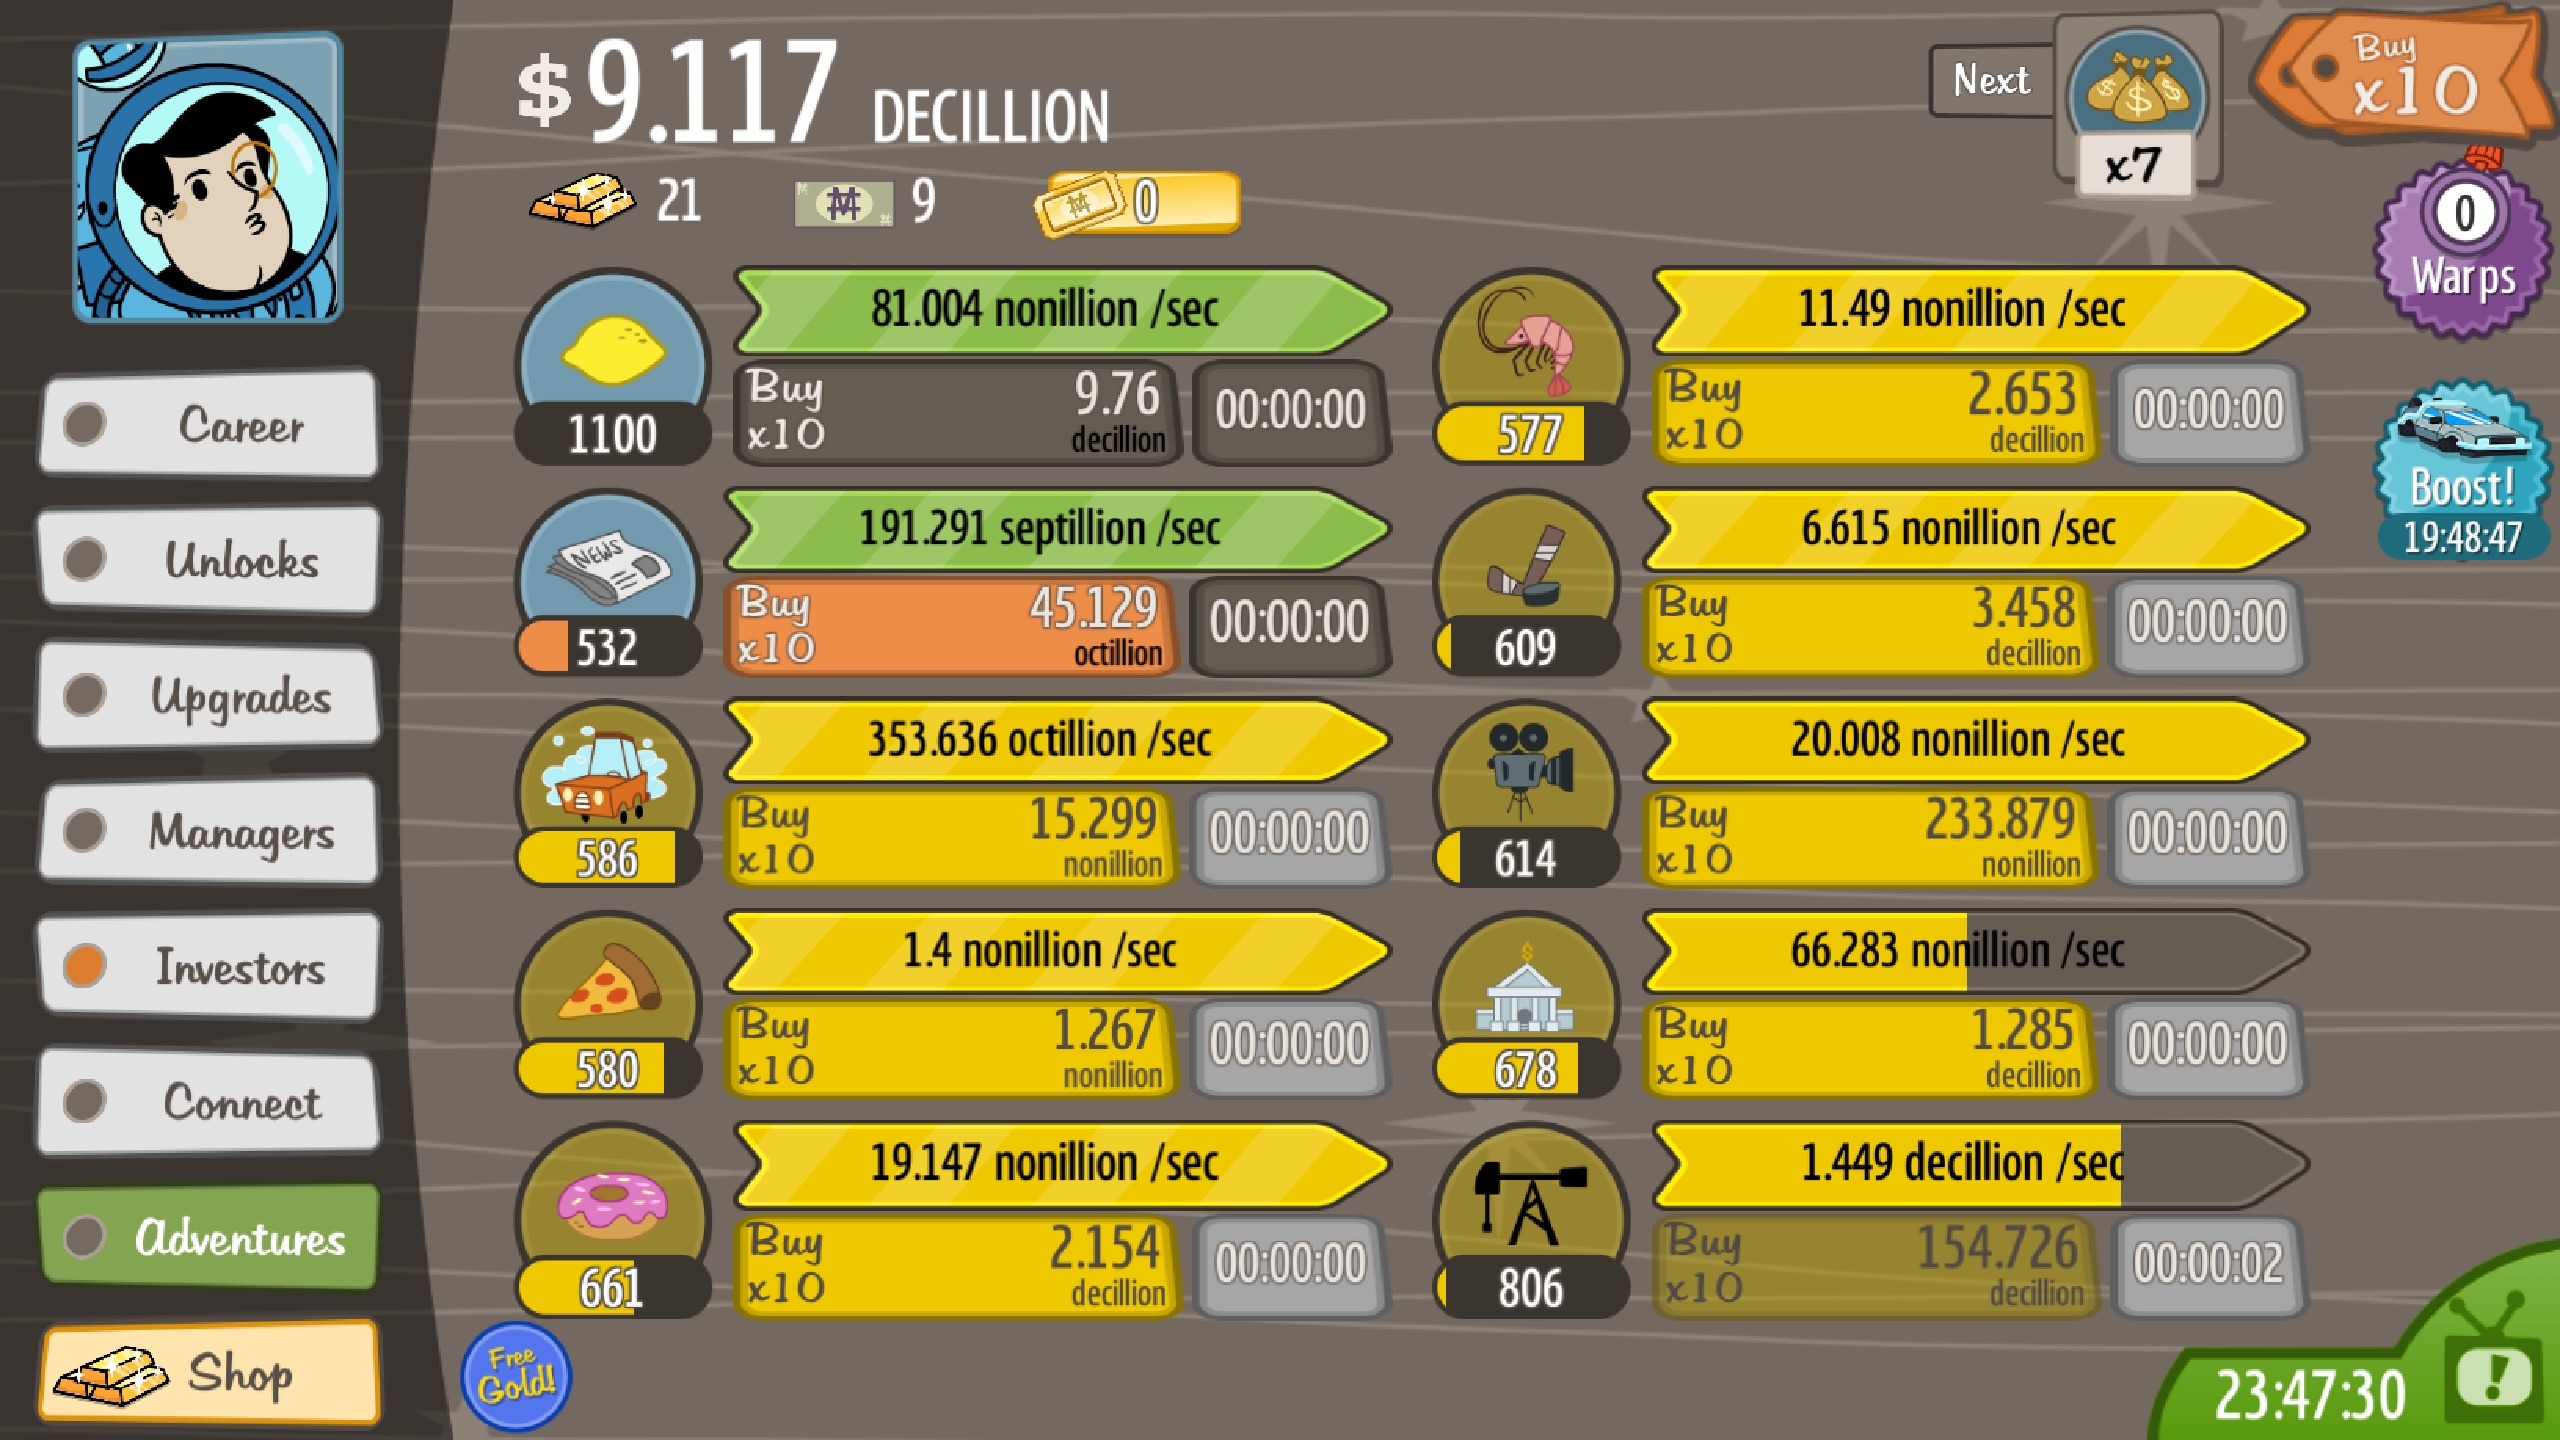 $9.117 DECILLION
21
9
0
Next
x7
Buy
x10
0
Warps
Boost!
19:48:47
Career
Unlocks
Upgrades
Managers
Investors
Connect
Adventures
Shop
81.004 nonillion /sec
Buy x10
9.76 decillion
00:00:00
1100
191.291 septillion /sec
NEWS
Buy x10
45.129 octillion
00:00:00
532
353.636 octillion /sec
Buy x10
15.299 nonillion
00:00:00
586
1.4 nonillion /sec
Buy x10
1.267 nonillion
00:00:00
580
19.147 nonillion /sec
Buy x10
2.154 decillion
00:00:00
661
11.49 nonillion /sec
Buy x10
2.653 decillion
00:00:00
577
6.615 nonillion /sec
Buy x10
3.458 decillion
00:00:00
609
20.008 nonillion /sec
Buy x10
233.879 nonillion
00:00:00
614
66.283 nonillion /sec
Buy x10
1.285 decillion
00:00:00
678
1.449 decillion /sec
Buy x10
154.726 decillion
00:00:02
806
Free
Gold!
23:47:30